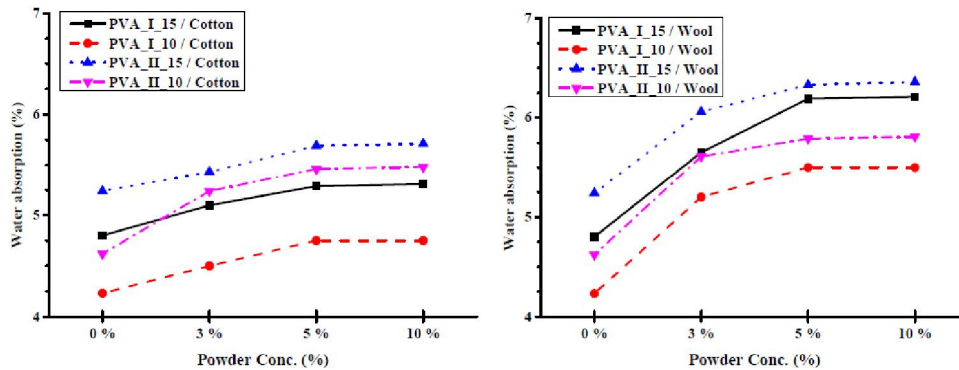 7
6
5
4
Water absorption (%)
PVA_I_15 / Cotton
PVA_I_10 / Cotton
PVA_II_15 / Cotton
PVA_II_10 / Cotton
0 %
3 %
5 %
10 %
Powder Conc. (%)
7
6
5
4
Water absorption (%)
PVA_I_15 / Wool
PVA_I_10 / Wool
PVA_II_15 / Wool
PVA_II_10 / Wool
0 %
3 %
5 %
10 %
Powder Conc. (%)